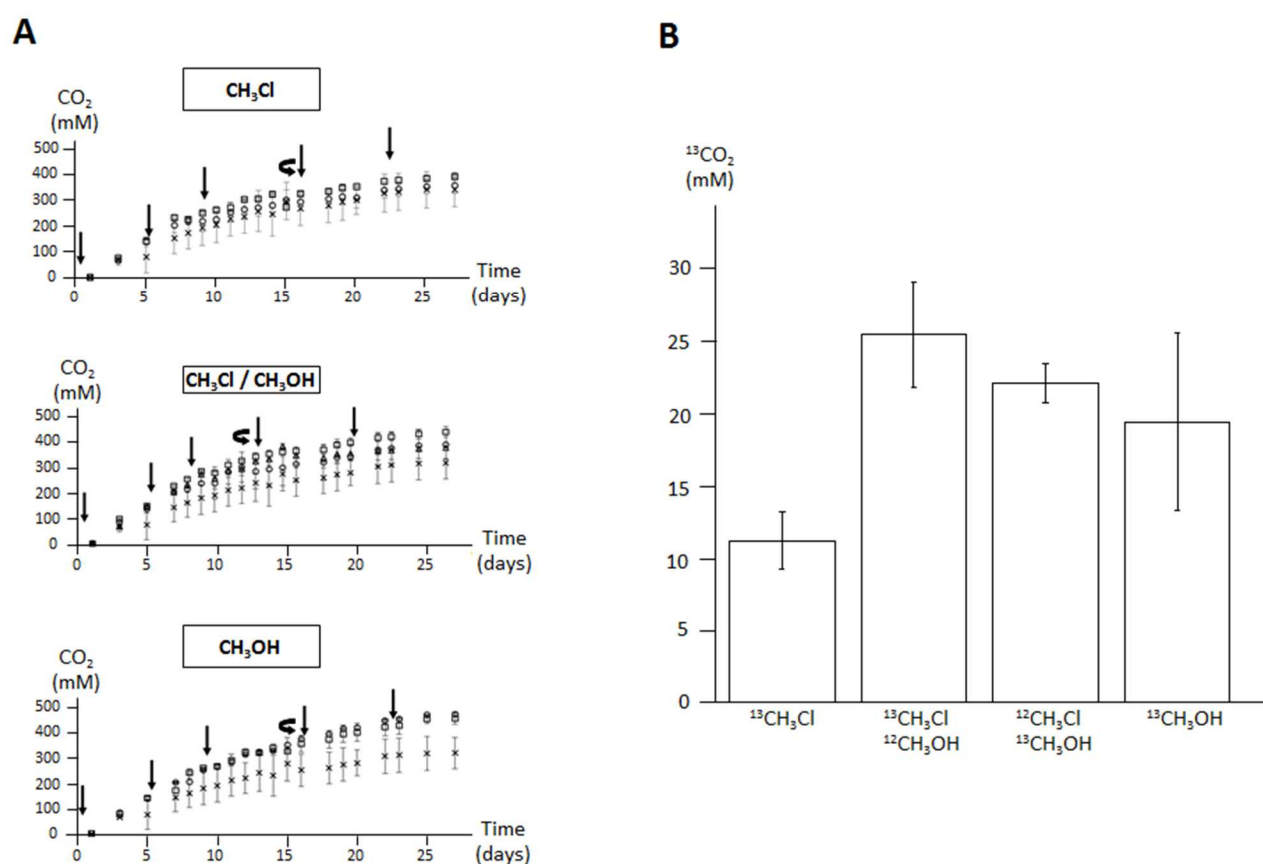 A
CH₃Cl
CO₂
(mM)
500
400
300
200
100
0
0 5 10 15 20 25
Time
(days)
CH₃Cl / CH₃OH
CO₂
(mM)
500
400
300
200
100
0
0 5 10 15 20 25
Time
(days)
CH₃OH
CO₂
(mM)
500
400
300
200
100
0
0 5 10 15 20 25
Time
(days)
B
¹³CO₂
(mM)
30
25
20
15
10
5
0
¹³CH₃Cl ¹³CH₃Cl ¹²CH₃Cl ¹³CH₃OH
¹²CH₃OH ¹³CH₃OH